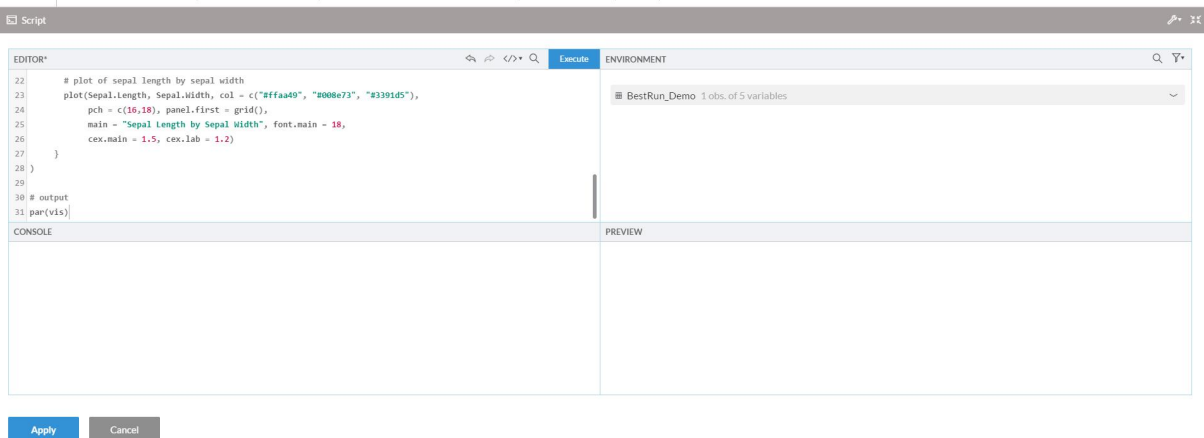 Script
EDITOR*
Execute
ENVIRONMENT
22 # plot of sepal length by sepal width
23 plot(Sepal.Length, Sepal.Width, col = c("#ffaa49", "#008e73", "#3391d5"),
24 pch = c(16,18), panel.first = grid(),
25 main = "Sepal Length by Sepal Width", font.main = 18,
26 cex.main = 1.5, cex.lab = 1.2)
27 }
28 )
29
30 # output
31 par(vis)
BestRun_Demo 1 obs. of 5 variables
CONSOLE
PREVIEW
Apply
Cancel